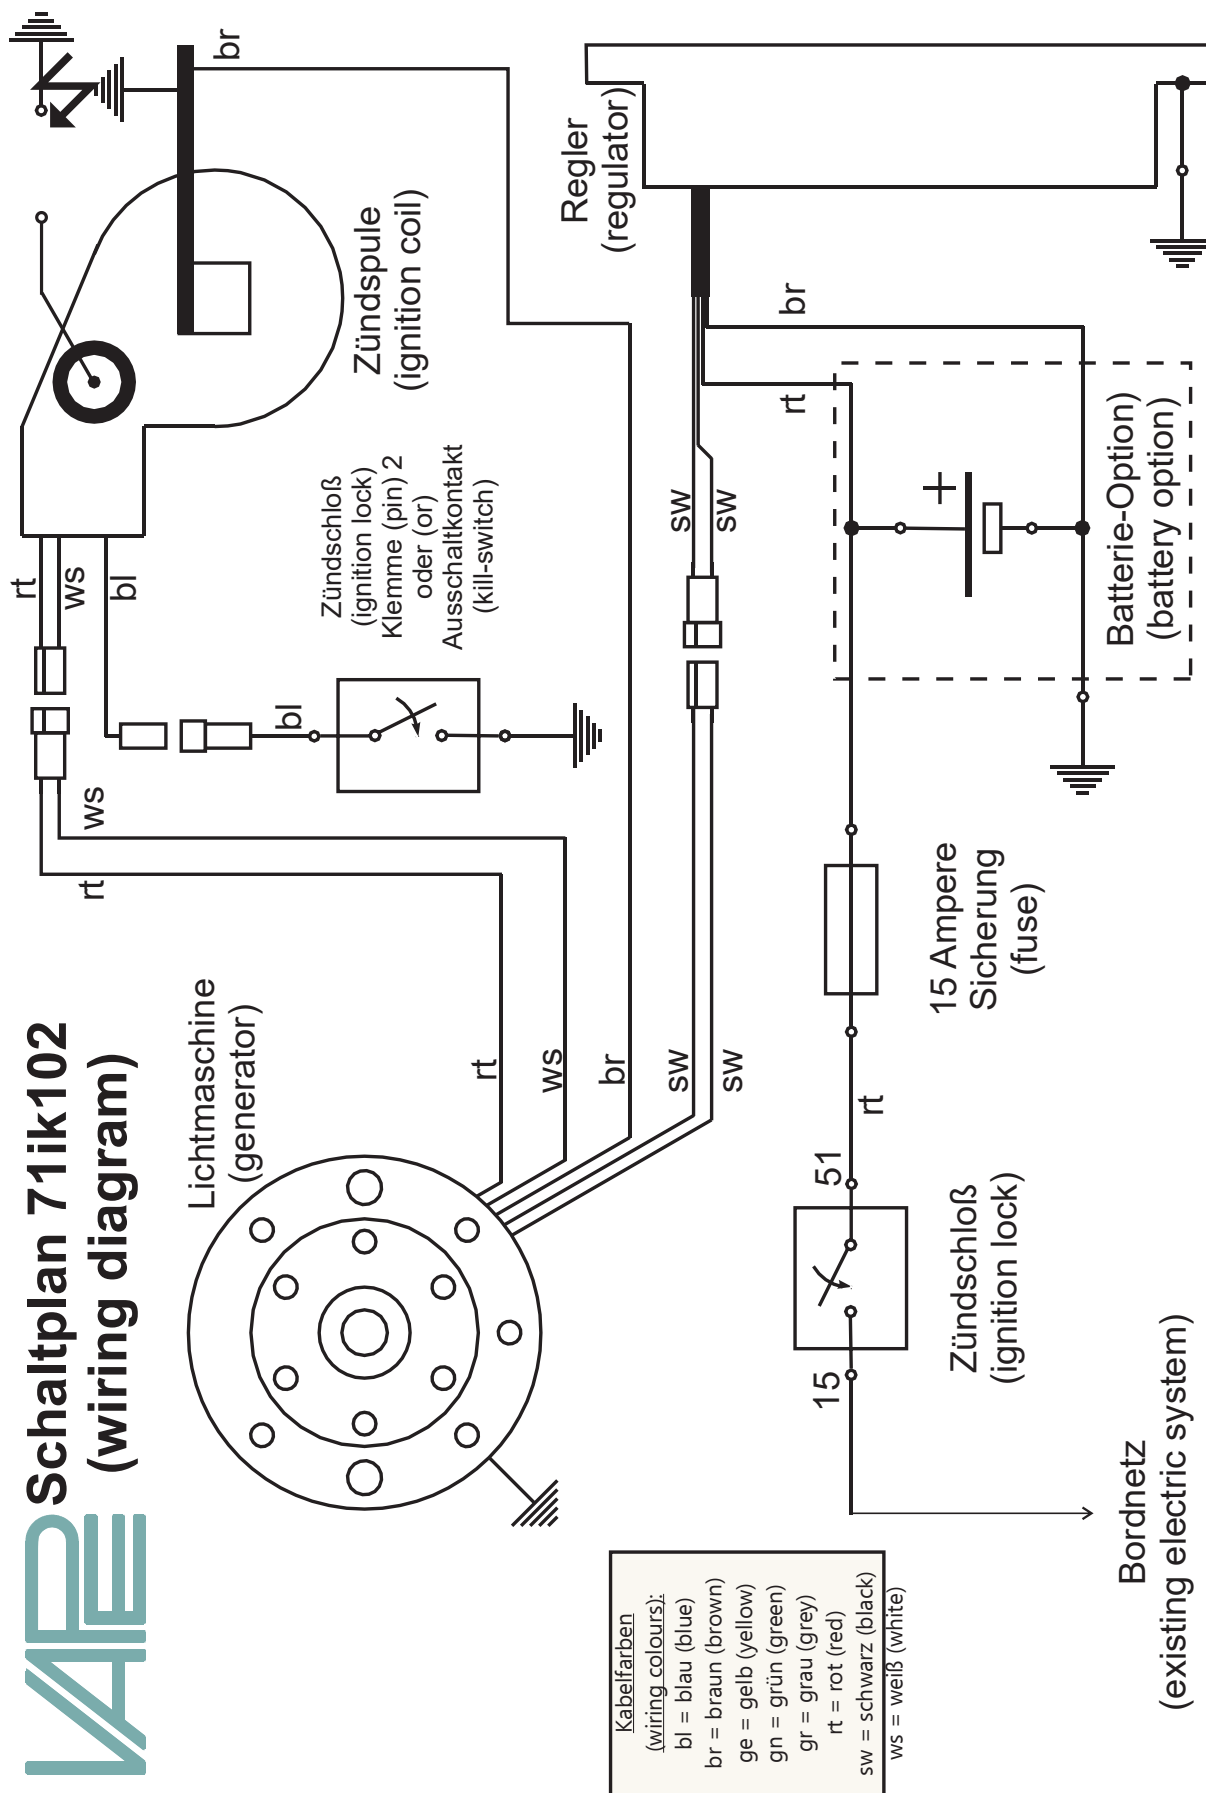 VAPE
Schaltplan 71ik102
(wiring diagram)
Lichtmaschine
(generator)
rt
ws
br
sw
sw
rt
ws
rt
ws
bl
bl
Zündschloß
(ignition lock)
Klemme (pin) 2
oder (or)
Ausschaltkontakt
(kill-switch)
Zündspule
(ignition coil)
br
Regler
(regulator)
sw
sw
rt
br
+
Batterie-Option)
(battery option)
15 Ampere
Sicherung
(fuse)
rt
51
15
Zündschloß
(ignition lock)
Bordnetz
(existing electric system)
Kabelfarben
(wiring colours):
bl = blau (blue)
br = braun (brown)
ge = gelb (yellow)
gn = grün (green)
gr = grau (grey)
rt = rot (red)
sw = schwarz (black)
ws = weiß (white)